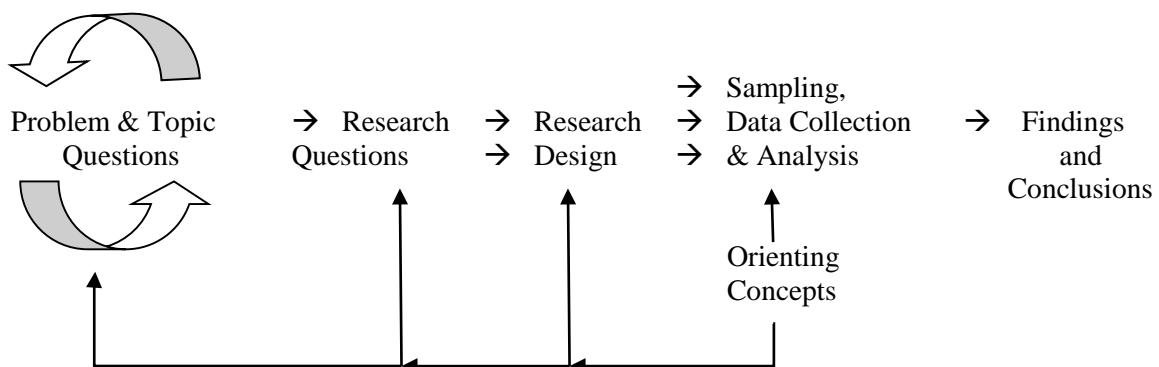 → Sampling,
Problem & Topic → Research → Research → Data Collection → Findings
Questions Questions → Design → & Analysis and
Conclusions
Orienting
Concepts